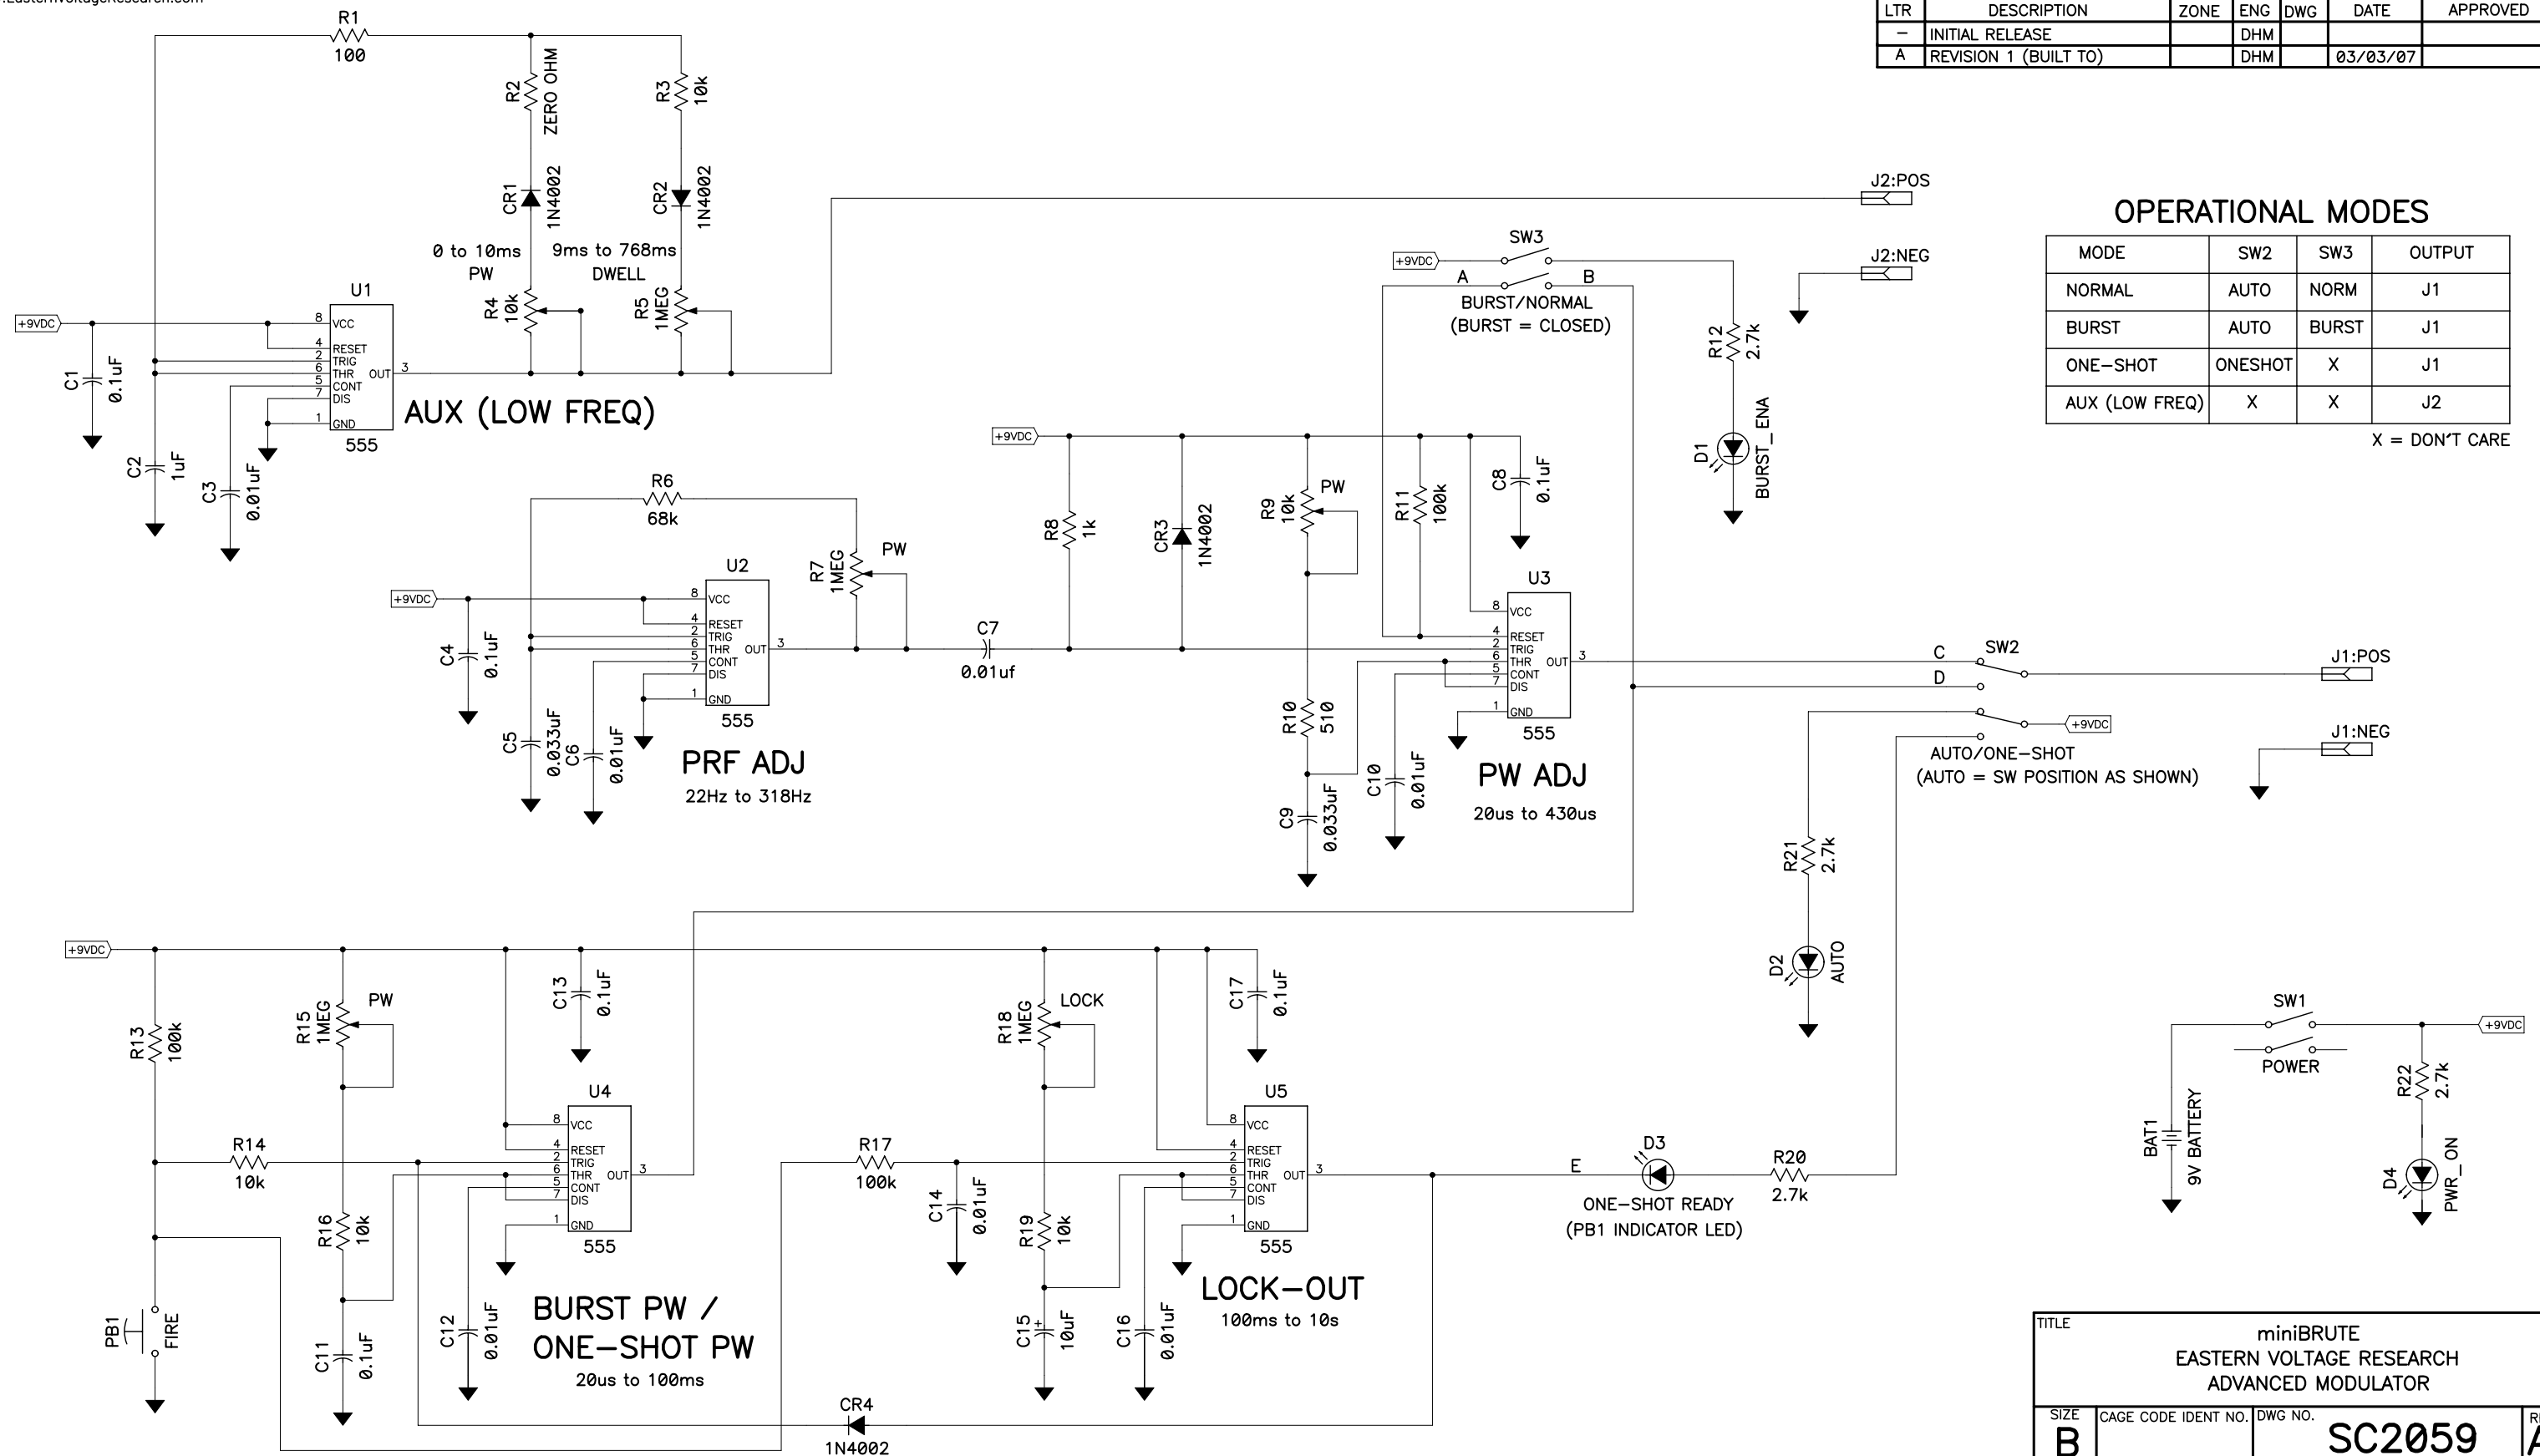 .EasternVoltageResearch.com
LTR DESCRIPTION ZONE ENG DWG DATE APPROVED
– INITIAL RELEASE DHM
A REVISION 1 (BUILT TO) DHM 03/03/07
R1
100
R2
ZERO OHM
R3
10k
CR1
1N4002
CR2
1N4002
0 to 10ms
PW
9ms to 768ms
DWELL
R4
10k
R5
1MEG
U1
+9VDC
8 VCC
4 RESET
2 TRIG
6 THR OUT 3
5 CONT
7 DIS
1 GND
555
C1
0.1uF
C2
1uF
C3
0.01uF
AUX (LOW FREQ)
J2:POS
J2:NEG
SW3
+9VDC
A B
BURST/NORMAL
(BURST = CLOSED)
R12
2.7k
D1
BURST_ENA
OPERATIONAL MODES
MODE SW2 SW3 OUTPUT
NORMAL AUTO NORM J1
BURST AUTO BURST J1
ONE–SHOT ONESHOT X J1
AUX (LOW FREQ) X X J2
X = DON'T CARE
R6
68k
R7
1MEG
PW
U2
+9VDC
8 VCC
4 RESET
2 TRIG
6 THR OUT 3
5 CONT
7 DIS
1 GND
555
C4
0.1uF
C5
0.033uF
C6
0.01uF
PRF ADJ
22Hz to 318Hz
C7
0.01uf
+9VDC
R8
1k
CR3
1N4002
R9
10k
PW
R11
100k
C8
0.1uF
U3
8 VCC
4 RESET
2 TRIG
6 THR OUT 3
5 CONT
7 DIS
1 GND
555
R10
510
C9
0.033uF
C10
0.01uF
PW ADJ
20us to 430us
C
D
SW2
+9VDC
AUTO/ONE–SHOT
(AUTO = SW POSITION AS SHOWN)
J1:POS
J1:NEG
R21
2.7k
D2
AUTO
+9VDC
R13
100k
R15
1MEG
PW
C13
0.1uF
R14
10k
U4
8 VCC
4 RESET
2 TRIG
6 THR OUT 3
5 CONT
7 DIS
1 GND
555
R16
10k
PB1
FIRE
C11
0.1uF
C12
0.01uF
BURST PW /
ONE–SHOT PW
20us to 100ms
R18
1MEG
LOCK
C17
0.1uF
R17
100k
C14
0.01uF
U5
8 VCC
4 RESET
2 TRIG
6 THR OUT 3
5 CONT
7 DIS
1 GND
555
R19
10k
C15
+
10uF
C16
0.01uF
LOCK–OUT
100ms to 10s
CR4
1N4002
E
D3
ONE–SHOT READY
(PB1 INDICATOR LED)
R20
2.7k
SW1
POWER
+9VDC
BAT1
9V BATTERY
R22
2.7k
D4
PWR_ON
TITLE
miniBRUTE
EASTERN VOLTAGE RESEARCH
ADVANCED MODULATOR
SIZE
B
CAGE CODE IDENT NO.
DWG NO.
SC2059